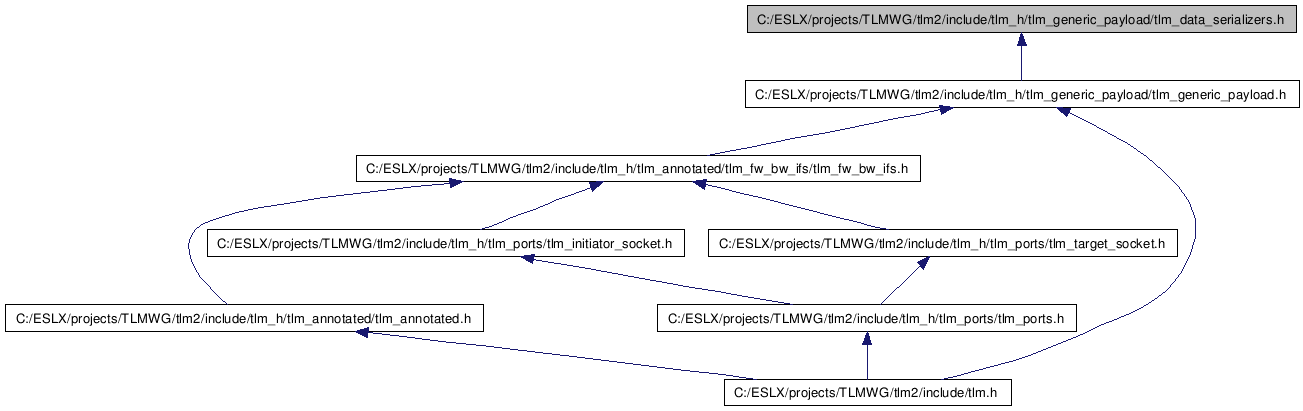 C:/ESLX/projects/TLMWG/tlm2/include/tlm_h/tlm_generic_payload/tlm_data_serializers.h
C:/ESLX/projects/TLMWG/tlm2/include/tlm_h/tlm_generic_payload/tlm_generic_payload.h
C:/ESLX/projects/TLMWG/tlm2/include/tlm_h/tlm_annotated/tlm_fw_bw_ifs/tlm_fw_bw_ifs.h
C:/ESLX/projects/TLMWG/tlm2/include/tlm_h/tlm_ports/tlm_initiator_socket.h
C:/ESLX/projects/TLMWG/tlm2/include/tlm_h/tlm_ports/tlm_target_socket.h
C:/ESLX/projects/TLMWG/tlm2/include/tlm_h/tlm_annotated/tlm_annotated.h
C:/ESLX/projects/TLMWG/tlm2/include/tlm_h/tlm_ports/tlm_ports.h
C:/ESLX/projects/TLMWG/tlm2/include/tlm.h